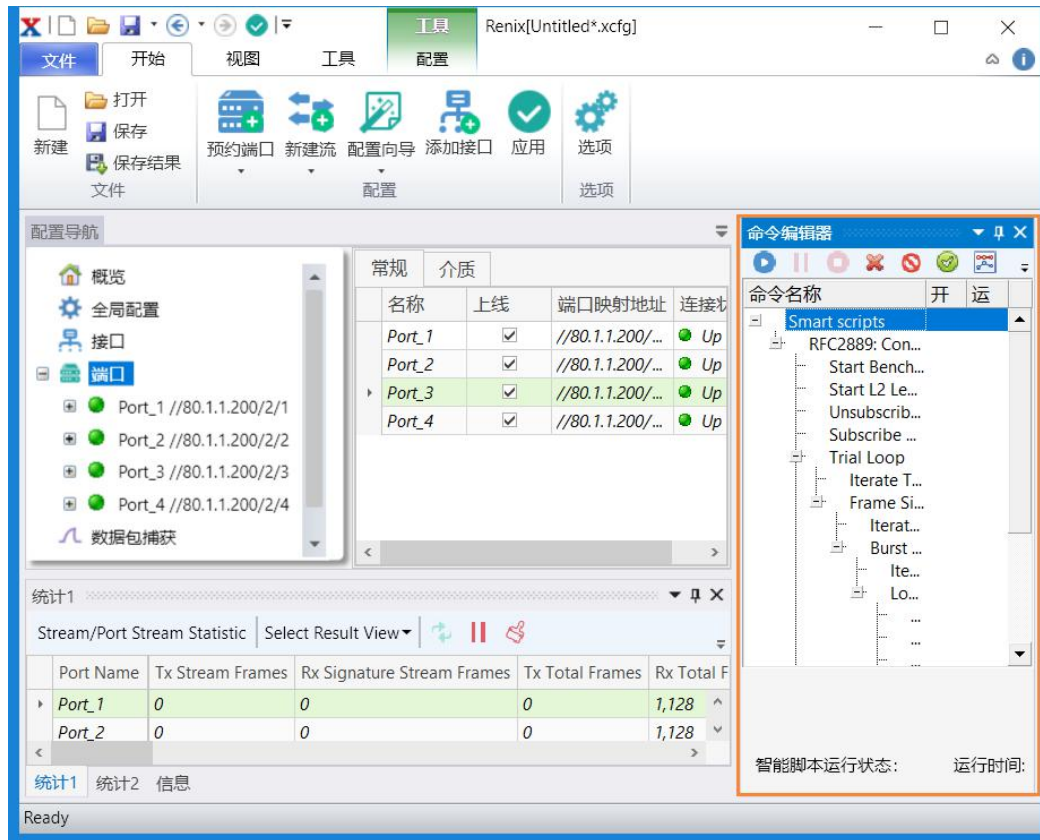 Renix[Untitled*.xcfg]
工具
文件 开始 视图 工具 配置
新建 打开 保存 保存结果
预约端口 新建流 配置向导 添加接口 应用 选项
文件 配置 选项
配置导航
概览
全局配置
接口
端口
Port_1 //80.1.1.200/2/1
Port_2 //80.1.1.200/2/2
Port_3 //80.1.1.200/2/3
Port_4 //80.1.1.200/2/4
数据包捕获
常规 介质
名称 上线 端口映射地址 连接状
Port_1 //80.1.1.200/... Up
Port_2 //80.1.1.200/... Up
Port_3 //80.1.1.200/... Up
Port_4 //80.1.1.200/... Up
命令编辑器
命令名称 开 运
Smart scripts
RFC2889: Con...
Start Bench...
Start L2 Le...
Unsubscrib...
Subscribe ...
Trial Loop
Iterate T...
Frame Si...
Iterat...
Burst ...
Ite...
Lo...
...
...
...
智能脚本运行状态: 运行时间:
统计1
Stream/Port Stream Statistic Select Result View
Port Name Tx Stream Frames Rx Signature Stream Frames Tx Total Frames Rx Total F
Port_1 0 0 0 1,128
Port_2 0 0 0 1,128
统计1 统计2 信息
Ready